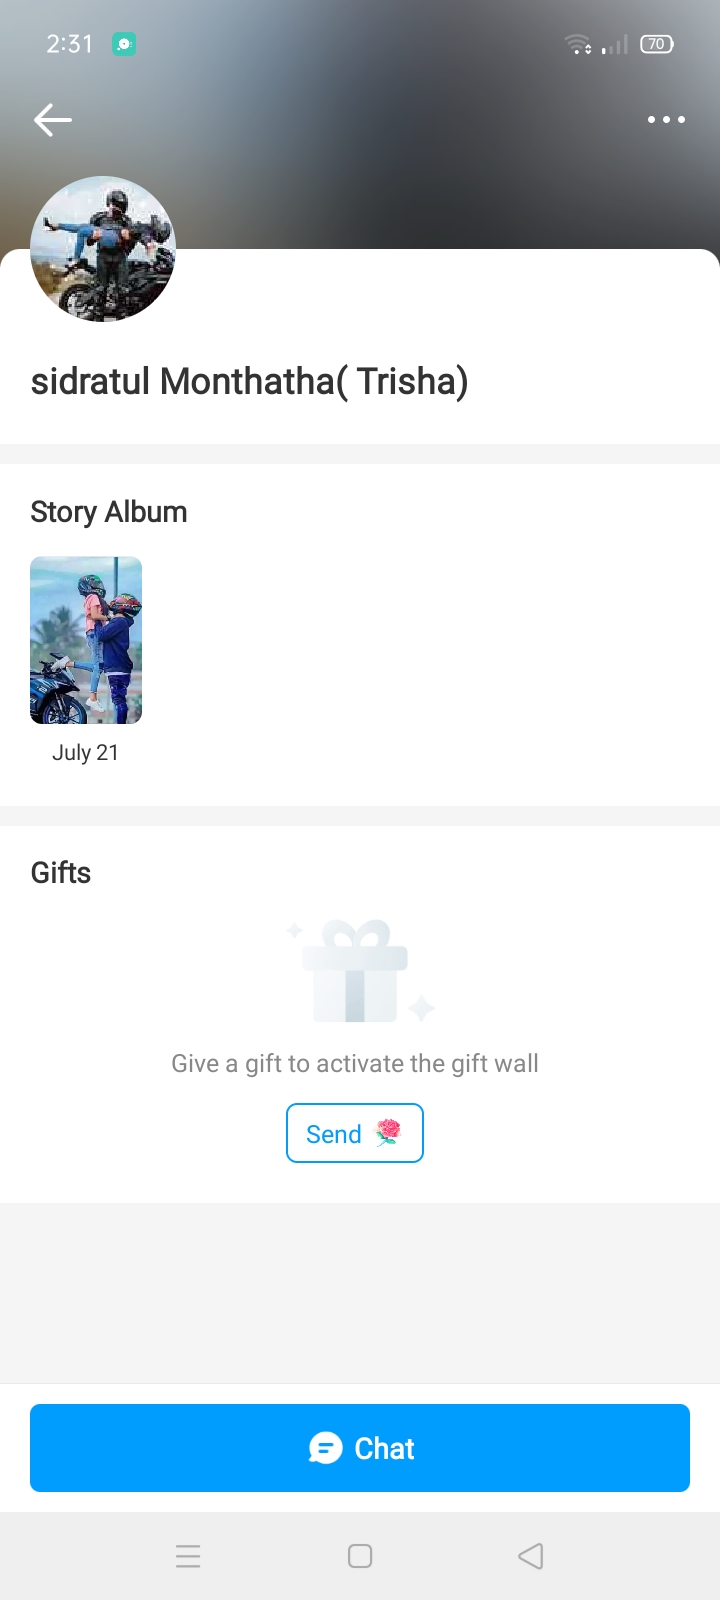 2:31
70
sidratul Monthatha( Trisha)
Story Album
July 21
Gifts
Give a gift to activate the gift wall
Send
Chat